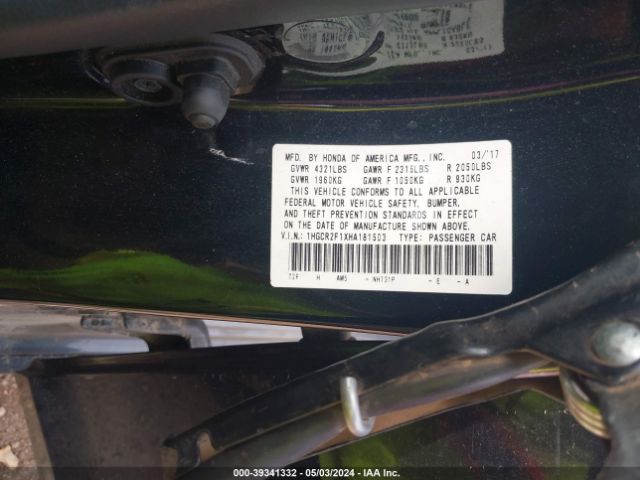 MFD. BY HONDA OF AMERICA MFG., INC. 03/'17
GVWR 4321LBS GAWR F 2315LBS R 2050LBS
GVWR 1960KG GAWR F 1050KG R 930KG
THIS VEHICLE CONFORMS TO ALL APPLICABLE
FEDERAL MOTOR VEHICLE SAFETY, BUMPER,
AND THEFT PREVENTION STANDARDS IN EFFECT
ON THE DATE OF MANUFACTURE SHOWN ABOVE.
V.I.N.: 1HGCR2F1XHA181503 TYPE: PASSENGER CAR
T2F H AM5 - NH731P - E - A
000-39341332 - 05/03/2024 - IAA Inc.